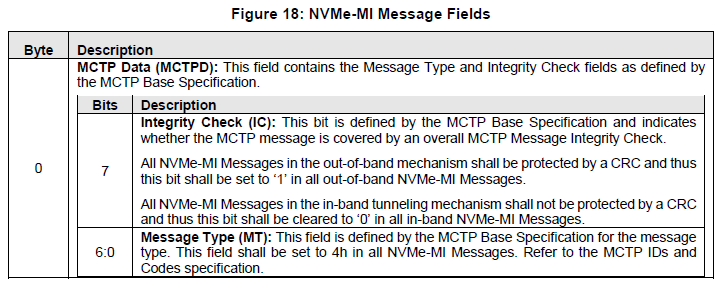 Figure 18: NVMe-MI Message Fields
Byte Description
MCTP Data (MCTPD): This field contains the Message Type and Integrity Check fields as defined by
the MCTP Base Specification.
Bits Description
Integrity Check (IC): This bit is defined by the MCTP Base Specification and indicates
whether the MCTP message is covered by an overall MCTP Message Integrity Check.
0
7
All NVMe-MI Messages in the out-of-band mechanism shall be protected by a CRC and thus
this bit shall be set to ‘1’ in all out-of-band NVMe-MI Messages.
All NVMe-MI Messages in the in-band tunneling mechanism shall not be protected by a CRC
and thus this bit shall be cleared to ‘0’ in all in-band NVMe-MI Messages.
6:0
Message Type (MT): This field is defined by the MCTP Base Specification for the message
type. This field shall be set to 4h in all NVMe-MI Messages. Refer to the MCTP IDs and
Codes specification.